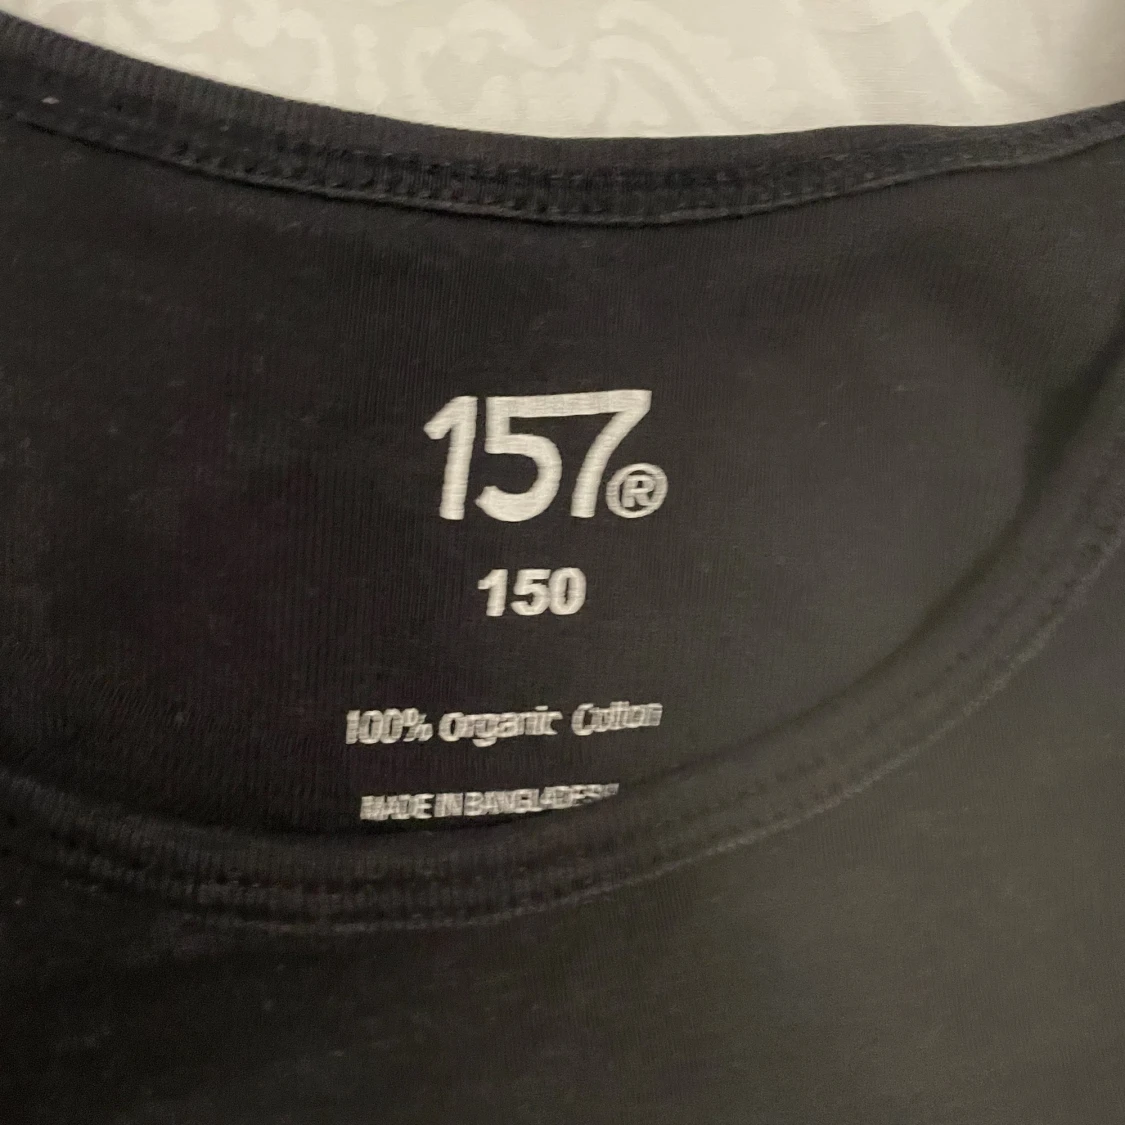 157®
150
100% Organic Cotton
MADE IN BANGLADESH